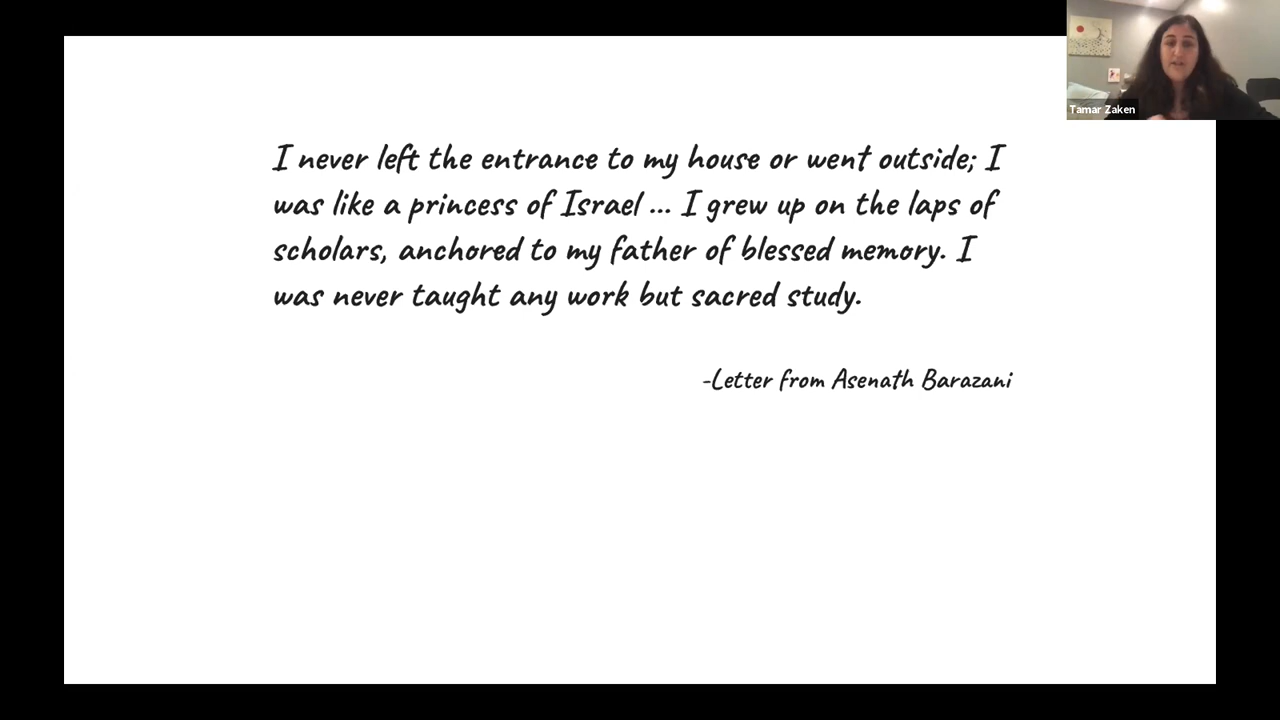 Tamar Zaken
I never left the entrance to my house or went outside; I
was like a princess of Israel ... I grew up on the laps of
scholars, anchored to my father of blessed memory. I
was never taught any work but sacred study.
-Letter from Asenath Barazani